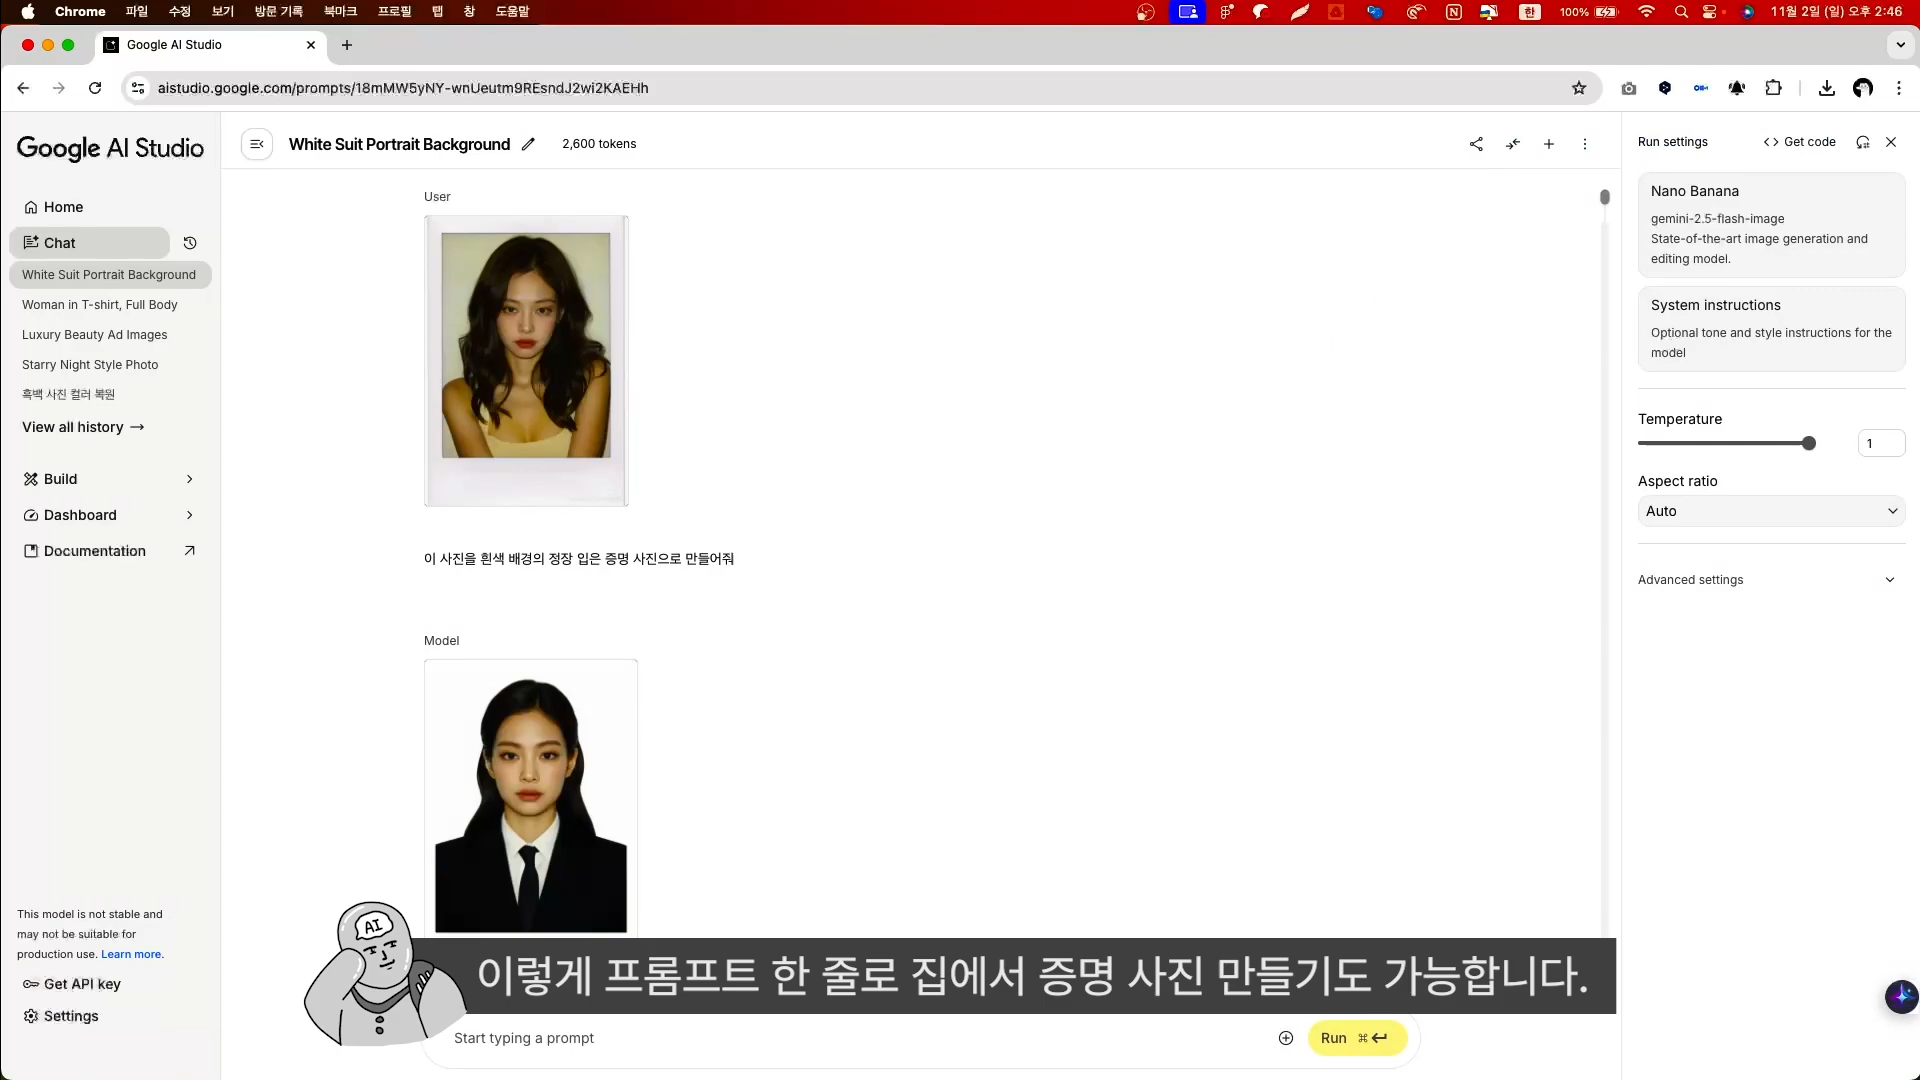 Chrome 파일 수정 보기 방문 기록 북마크 프로필 탭 창 도움말
한 100% 11월 2일 (일) 오후 2:46
Google AI Studio
aistudio.google.com/prompts/18mMW5yNY-wnUeutm9REsndJ2wi2KAEHh
Google AI Studio
Home
Chat
White Suit Portrait Background
Woman in T-shirt, Full Body
Luxury Beauty Ad Images
Starry Night Style Photo
흑백 사진 컬러 복원
View all history →
Build
Dashboard
Documentation
This model is not stable and
may not be suitable for
production use. Learn more.
Get API key
Settings
White Suit Portrait Background
2,600 tokens
User
이 사진을 흰색 배경의 정장 입은 증명 사진으로 만들어줘
Model
AI
이렇게 프롬프트 한 줄로 집에서 증명 사진 만들기도 가능합니다.
Start typing a prompt
Run ⌘↵
Run settings
<> Get code
Nano Banana
gemini-2.5-flash-image
State-of-the-art image generation and
editing model.
System instructions
Optional tone and style instructions for the
model
Temperature
1
Aspect ratio
Auto
Advanced settings